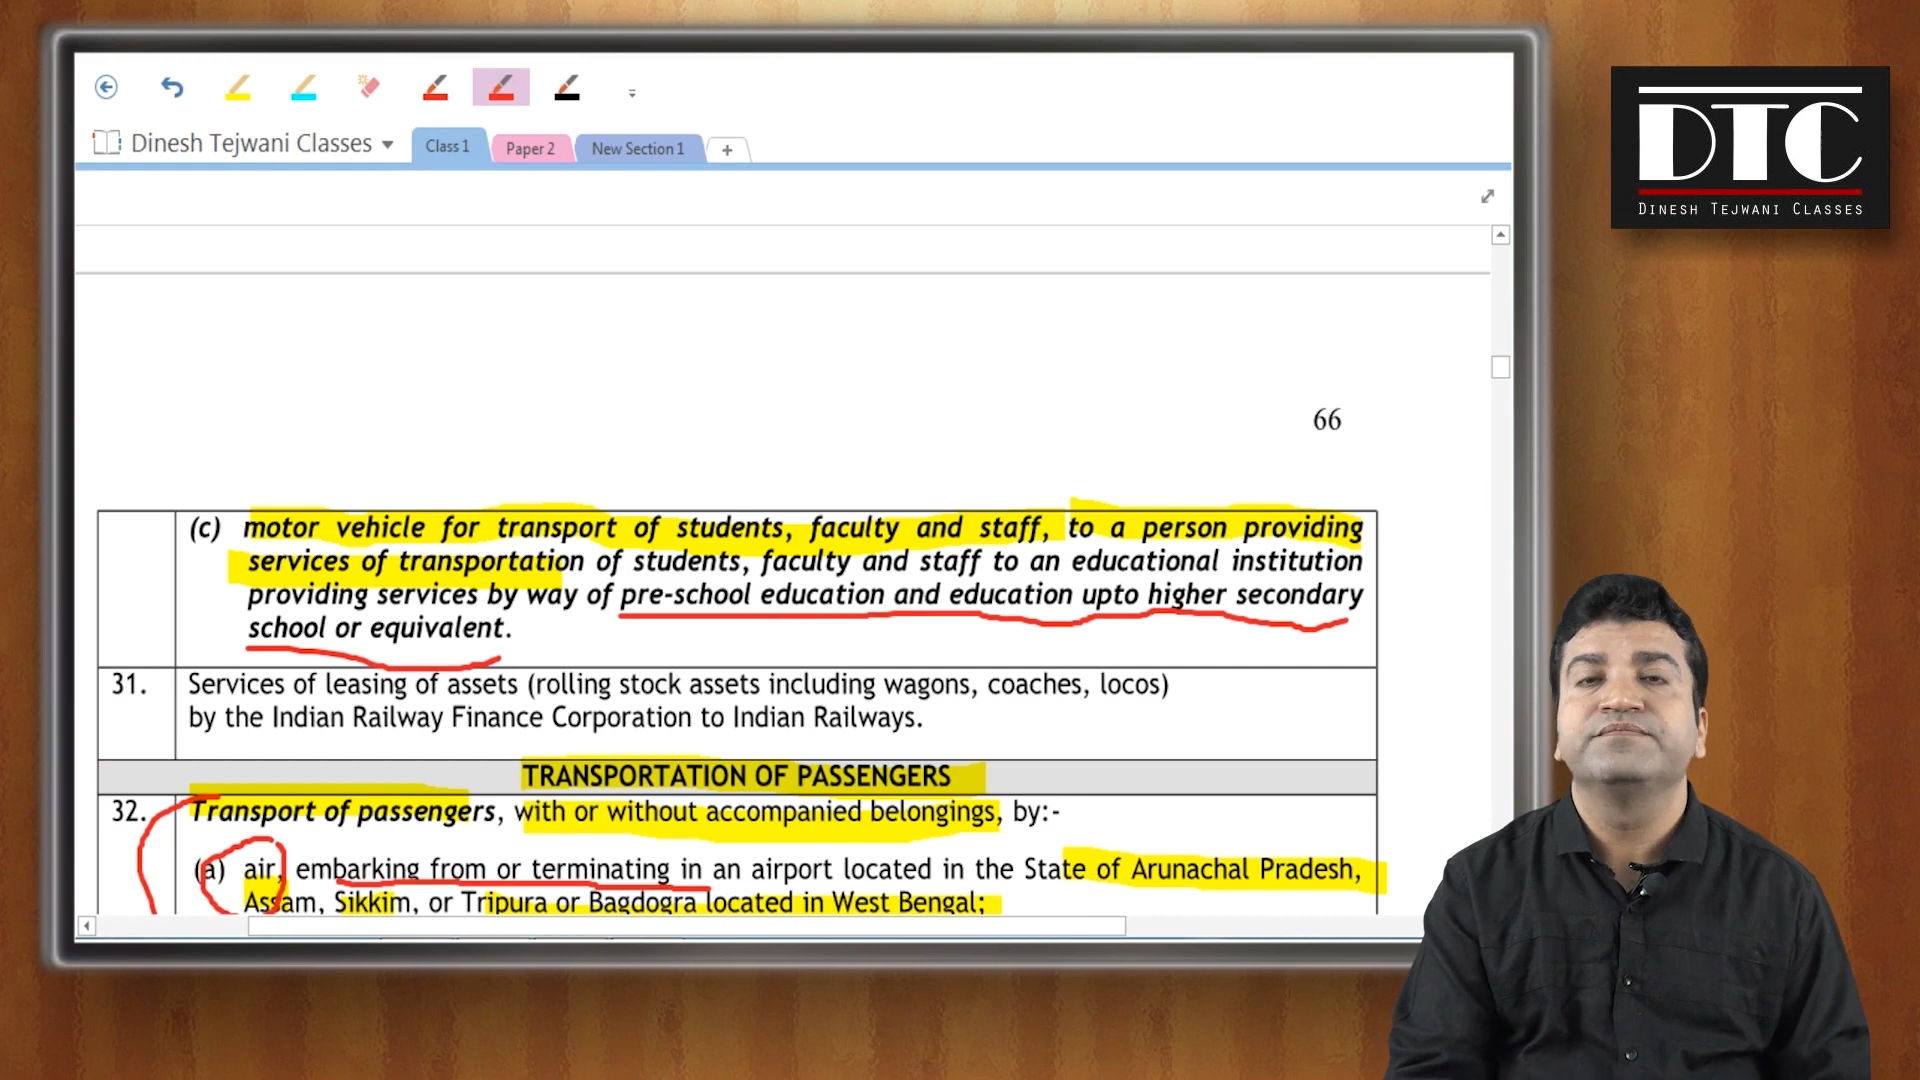 Dinesh Tejwani Classes
Class 1
Paper 2
New Section 1
DTC
DINESH TEJWANI CLASSES
66
(c) motor vehicle for transport of students, faculty and staff, to a person providing
services of transportation of students, faculty and staff to an educational institution
providing services by way of pre-school education and education upto higher secondary
school or equivalent.
31. Services of leasing of assets (rolling stock assets including wagons, coaches, locos)
by the Indian Railway Finance Corporation to Indian Railways.
TRANSPORTATION OF PASSENGERS
32. Transport of passengers, with or without accompanied belongings, by:-
(a) air, embarking from or terminating in an airport located in the State of Arunachal Pradesh,
Assam, Sikkim, or Tripura or Bagdogra located in West Bengal;